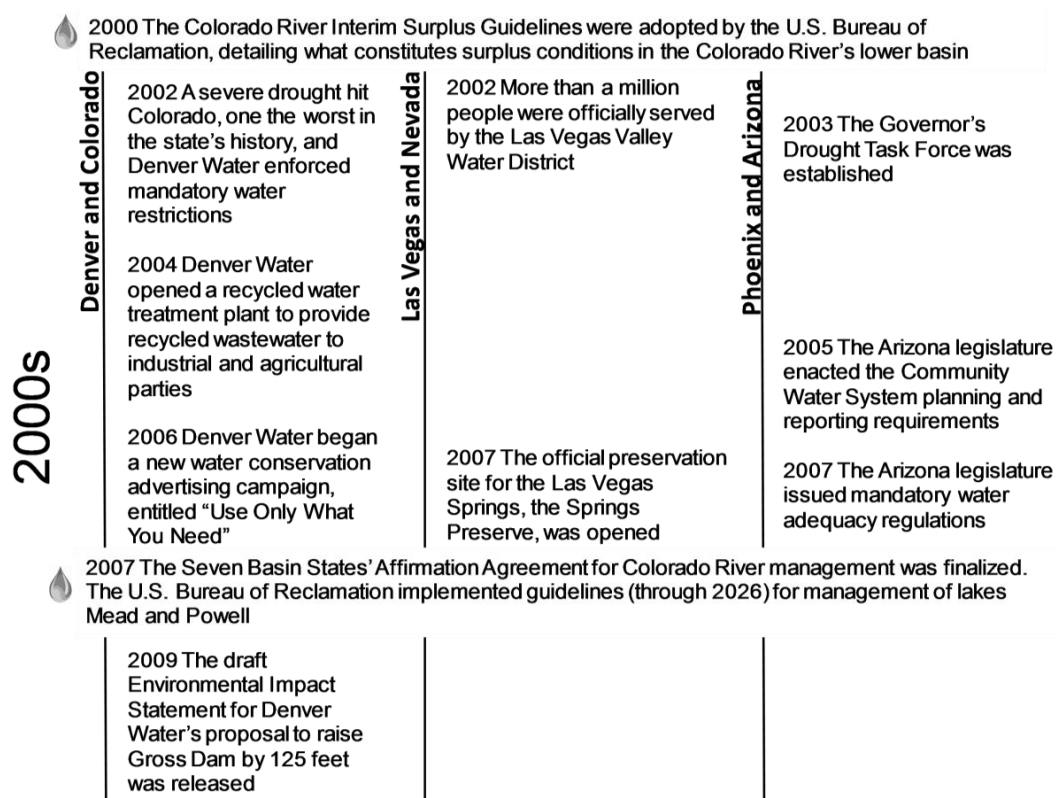 2000 The Colorado River Interim Surplus Guidelines were adopted by the U.S. Bureau of
Reclamation, detailing what constitutes surplus conditions in the Colorado River's lower basin
2000s
Denver and Colorado
2002 A severe drought hit
Colorado, one the worst in
the state's history, and
Denver Water enforced
mandatory water
restrictions
2004 Denver Water
opened a recycled water
treatment plant to provide
recycled wastewater to
industrial and agricultural
parties
2006 Denver Water began
a new water conservation
advertising campaign,
entitled “Use Only What
You Need”
Las Vegas and Nevada
2002 More than a million
people were officially served
by the Las Vegas Valley
Water District
2007 The official preservation
site for the Las Vegas
Springs, the Springs
Preserve, was opened
Phoenix and Arizona
2003 The Governor's
Drought Task Force was
established
2005 The Arizona legislature
enacted the Community
Water System planning and
reporting requirements
2007 The Arizona legislature
issued mandatory water
adequacy regulations
2007 The Seven Basin States' Affirmation Agreement for Colorado River management was finalized.
The U.S. Bureau of Reclamation implemented guidelines (through 2026) for management of lakes
Mead and Powell
2009 The draft
Environmental Impact
Statement for Denver
Water's proposal to raise
Gross Dam by 125 feet
was released